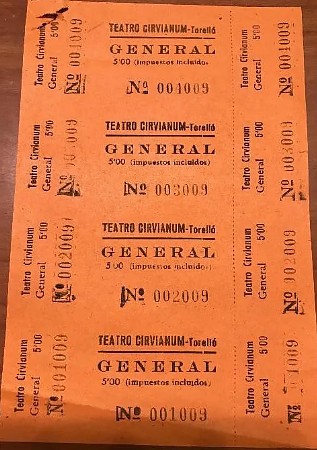 Teatro Cirvianum
General 5'00
Nº 004009
TEATRO CIRVIANUM-Torelló
GENERAL
5'00 (impuestos incluidos)
Nº 004009
Teatro Cirvianum
General 5'00
Nº 004009
Teatro Cirvianum
General 5'00
Nº 003009
TEATRO CIRVIANUM-Torelló
GENERAL
5'00 (impuestos incluidos)
Nº 003009
Teatro Cirvianum
General 5'00
Nº 003009
Teatro Cirvianum
General 5'00
Nº 002009
TEATRO CIRVIANUM-Torelló
GENERAL
5'00 (impuestos incluidos)
Nº 002009
Teatro Cirvianum
General 5'00
Nº 002009
Teatro Cirvianum
General 5'00
Nº 001009
TEATRO CIRVIANUM-Torelló
GENERAL
5'00 (impuestos incluidos)
Nº 001009
Teatro Cirvianum
General 5'00
Nº